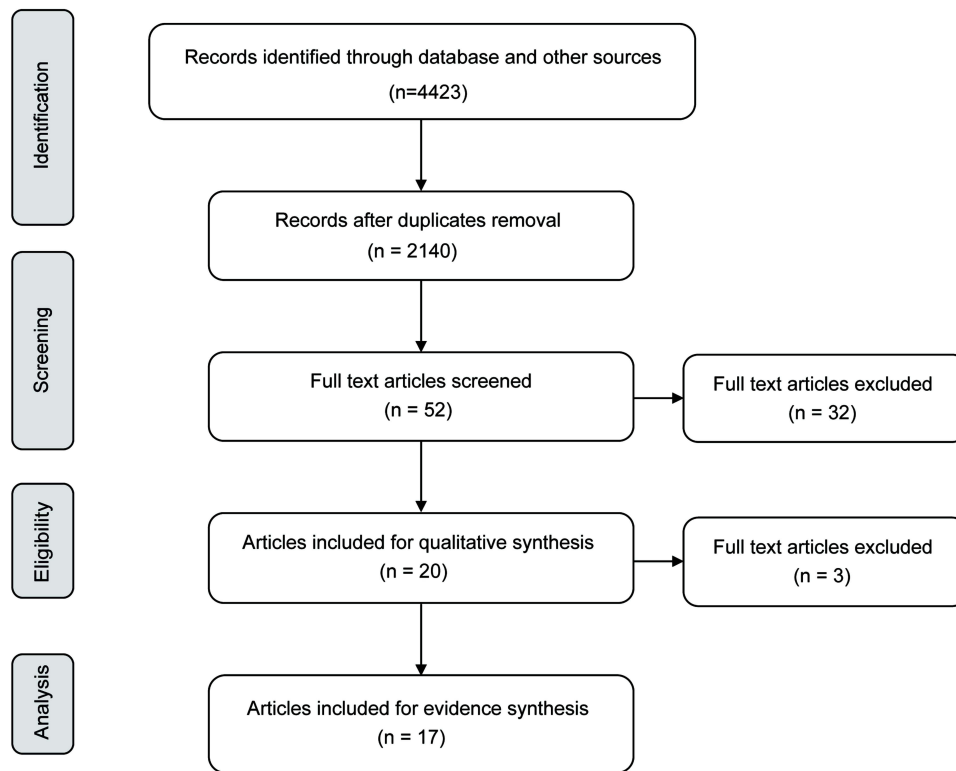 Identification
Records identified through database and other sources
(n=4423)
Records after duplicates removal
(n = 2140)
Screening
Full text articles screened
(n = 52)
Full text articles excluded
(n = 32)
Eligibility
Articles included for qualitative synthesis
(n = 20)
Full text articles excluded
(n = 3)
Analysis
Articles included for evidence synthesis
(n = 17)